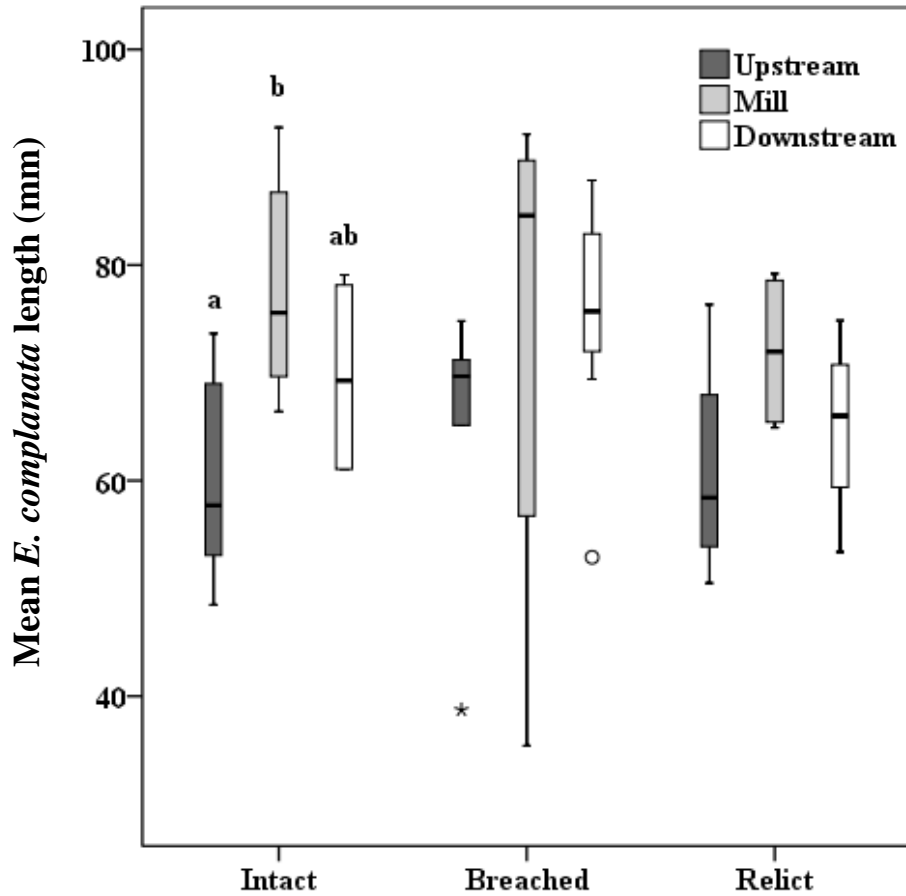 100
80
60
40
Mean E. complanata length (mm)
Upstream
Mill
Downstream
a
b
ab
*
Intact Breached Relict